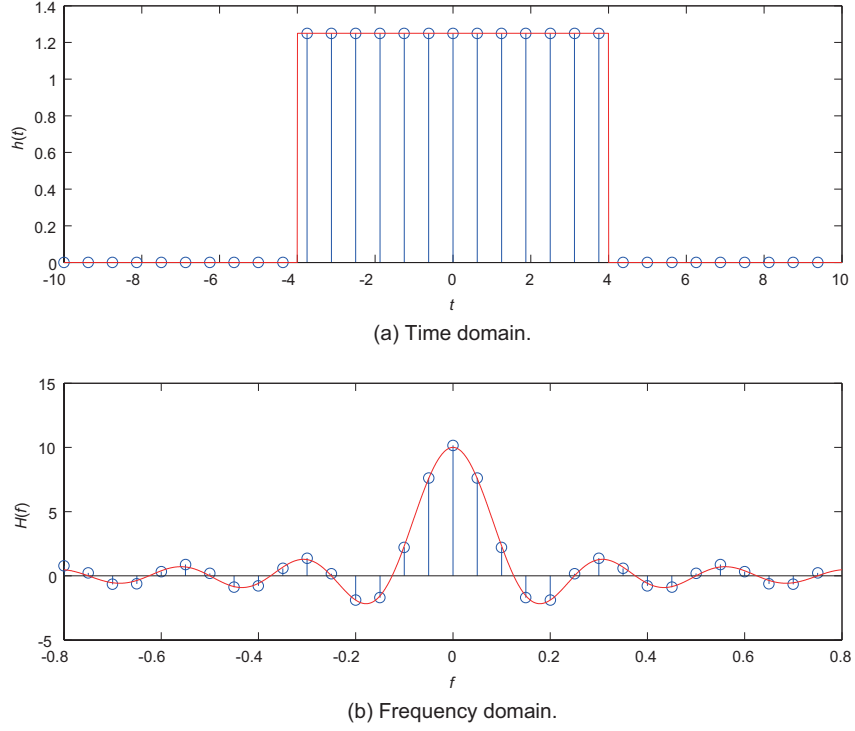 1.4
1.2
1
0.8
0.6
0.4
0.2
0
h(t)
-10 -8 -6 -4 -2 0 2 4 6 8 10
t
(a) Time domain.
15
10
5
0
-5
H(f)
-0.8 -0.6 -0.4 -0.2 0 0.2 0.4 0.6 0.8
f
(b) Frequency domain.